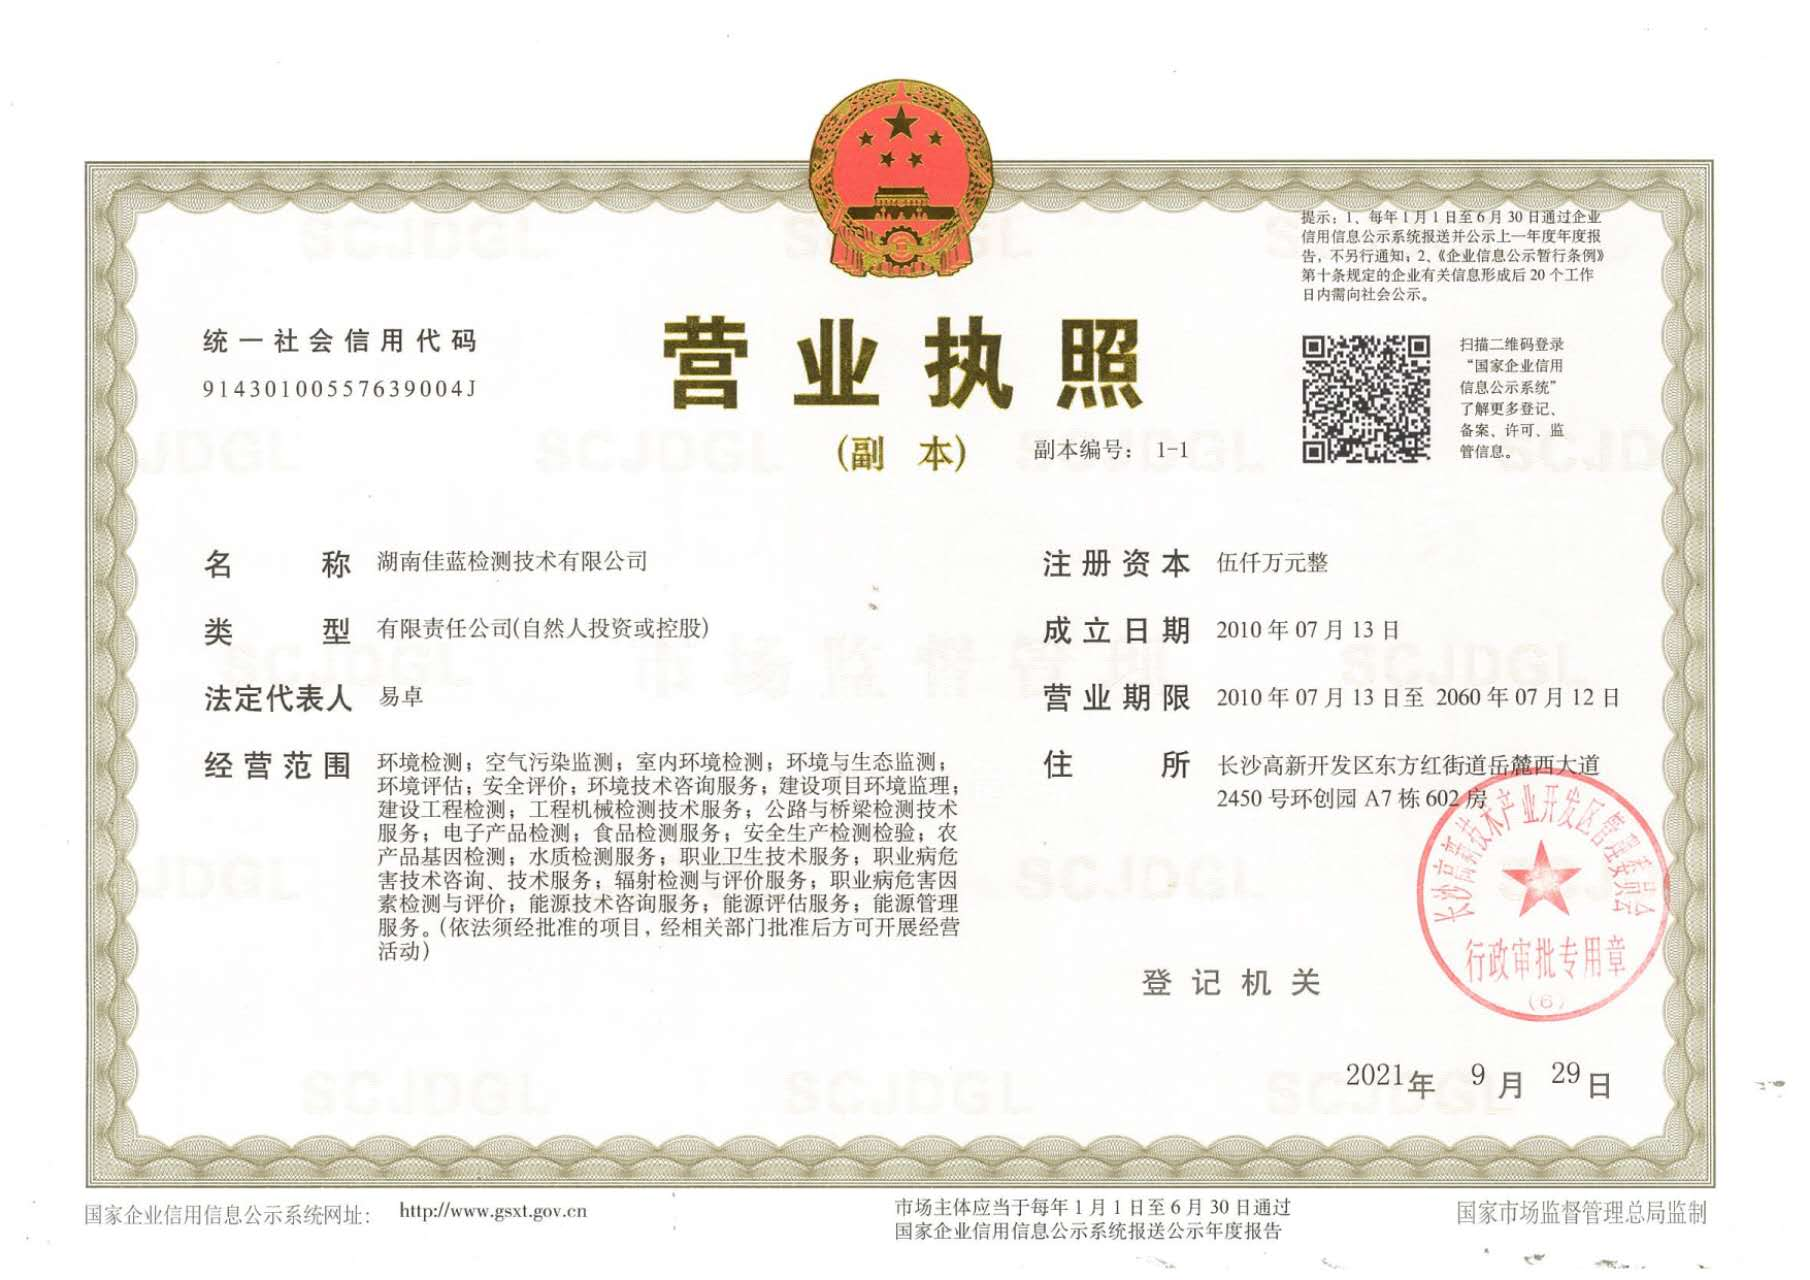 提示：1、每年1月1日至6月30日通过企业
信用信息公示系统报送并公示上一年度年度报
告，不另行通知；2、《企业信息公示暂行条例》
第十条规定的企业有关信息形成后20个工作
日内需向社会公示。
统一社会信用代码
91430100557639004J
营业执照
(副 本)
副本编号： 1-1
扫描二维码登录
“国家企业信用
信息公示系统”
了解更多登记、
备案、许可、监
管信息。
名 称 湖南佳蓝检测技术有限公司
类 型 有限责任公司(自然人投资或控股)
法定代表人 易卓
经营范围 环境检测；空气污染监测；室内环境检测；环境与生态监测；
环境评估；安全评价；环境技术咨询服务；建设项目环境监理；
建设工程检测；工程机械检测技术服务；公路与桥梁检测技术
服务；电子产品检测；食品检测服务；安全生产检测检验；农
产品基因检测；水质检测服务；职业卫生技术服务；职业病危
害技术咨询、技术服务；辐射检测与评价服务；职业病危害因
素检测与评价；能源技术咨询服务；能源评估服务；能源管理
服务。(依法须经批准的项目，经相关部门批准后方可开展经营
活动)
注册资本 伍仟万元整
成立日期 2010年07月13日
营业期限 2010年07月13日至 2060年07月12日
住 所 长沙高新开发区东方红街道岳麓西大道
2450号环创园A7栋602房
长沙高新技术产业开发区管理委员会
行政审批专用章
(6)
登记机关
2021年 9月 29日
SCJDGL
市场监督管理
国家企业信用信息公示系统网址： http://www.gsxt.gov.cn
市场主体应当于每年1月1日至6月30日通过
国家企业信用信息公示系统报送公示年度报告
国家市场监督管理总局监制